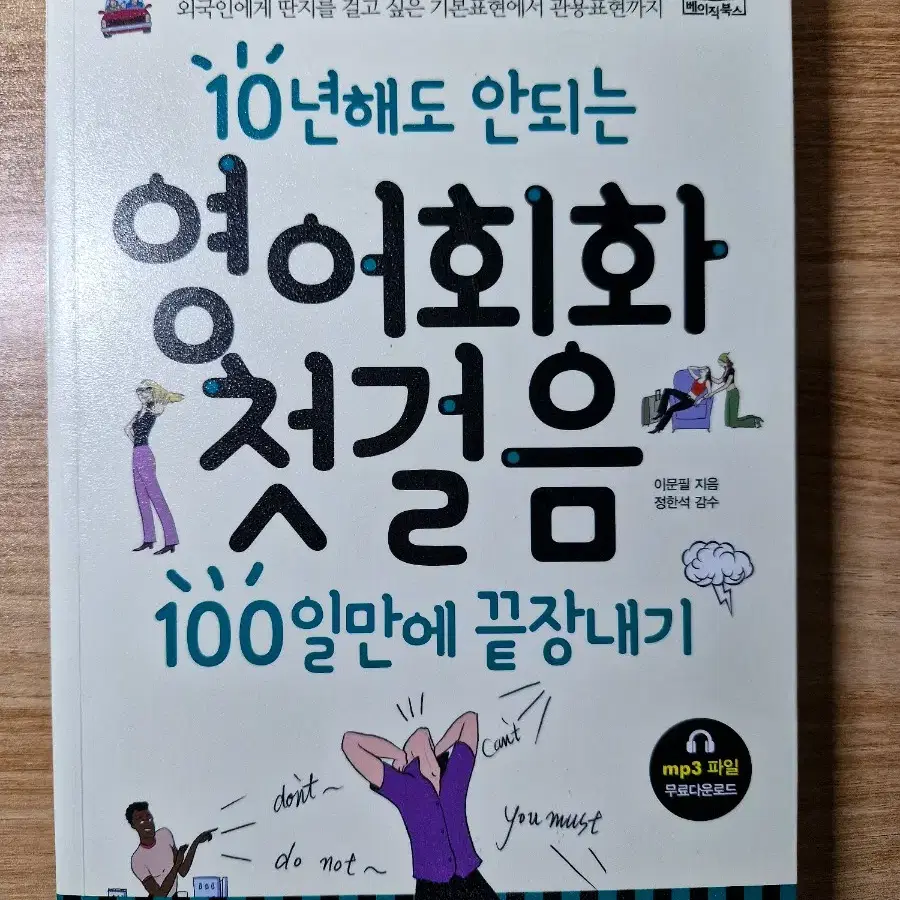 외국인에게 딴지를 걸고 싶은 기본표현에서 관용표현까지
베이직북스
10년해도 안되는
영어회화
첫걸음
이문필 지음
정한석 감수
100일만에 끝장내기
can't
don't~
you must
do not~
mp3 파일
무료다운로드